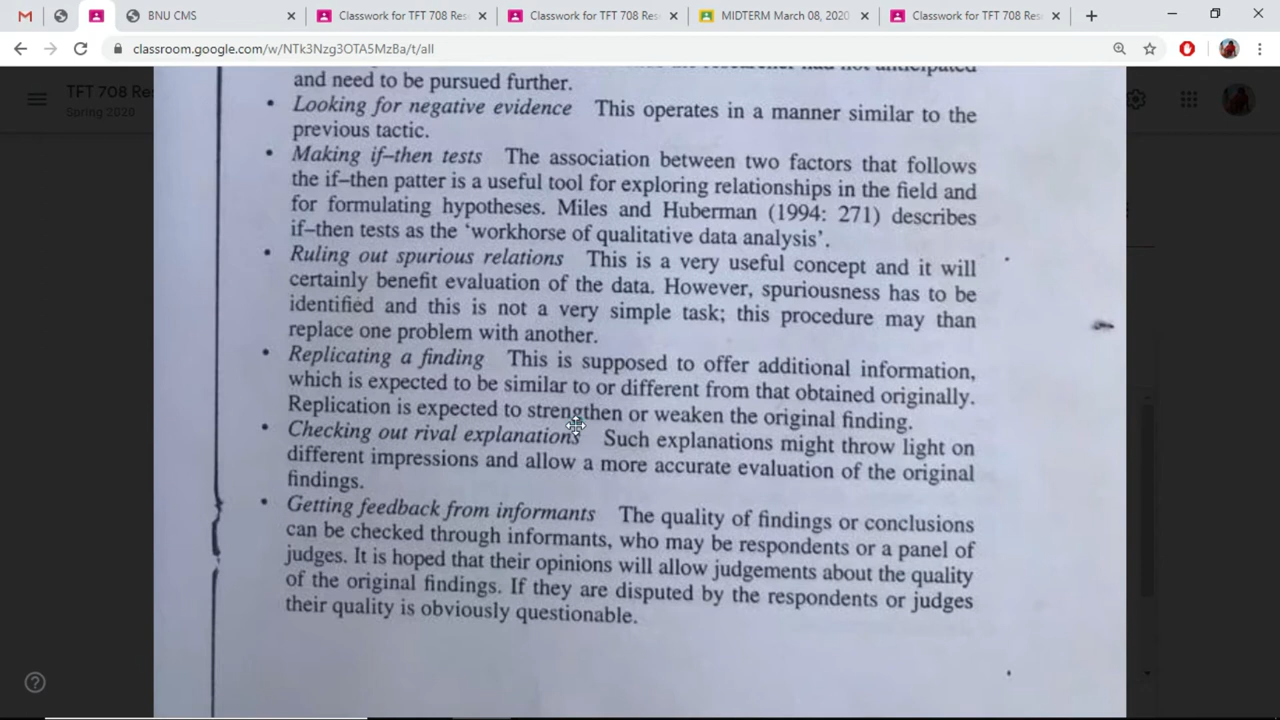 BNU CMS
Classwork for TFT 708 Res
Classwork for TFT 708 Res
MIDTERM March 08, 2020
Classwork for TFT 708 Res
classroom.google.com/w/NTk3Nzg3OTA5MzBa/t/all
TFT 708 Res
Spring 2020
had not anticipated
and need to be pursued further.
• Looking for negative evidence This operates in a manner similar to the
previous tactic.
• Making if–then tests The association between two factors that follows
the if–then patter is a useful tool for exploring relationships in the field and
for formulating hypotheses. Miles and Huberman (1994: 271) describes
if–then tests as the ‘workhorse of qualitative data analysis’.
• Ruling out spurious relations This is a very useful concept and it will
certainly benefit evaluation of the data. However, spuriousness has to be
identified and this is not a very simple task; this procedure may than
replace one problem with another.
• Replicating a finding This is supposed to offer additional information,
which is expected to be similar to or different from that obtained originally.
Replication is expected to strengthen or weaken the original finding.
• Checking out rival explanations Such explanations might throw light on
different impressions and allow a more accurate evaluation of the original
findings.
• Getting feedback from informants The quality of findings or conclusions
can be checked through informants, who may be respondents or a panel of
judges. It is hoped that their opinions will allow judgements about the quality
of the original findings. If they are disputed by the respondents or judges
their quality is obviously questionable.